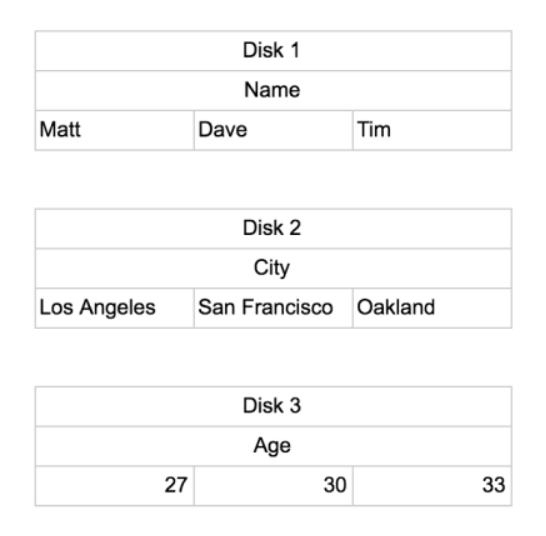 Disk 1
Name
Matt Dave Tim
Disk 2
City
Los Angeles San Francisco Oakland
Disk 3
Age
27 30 33